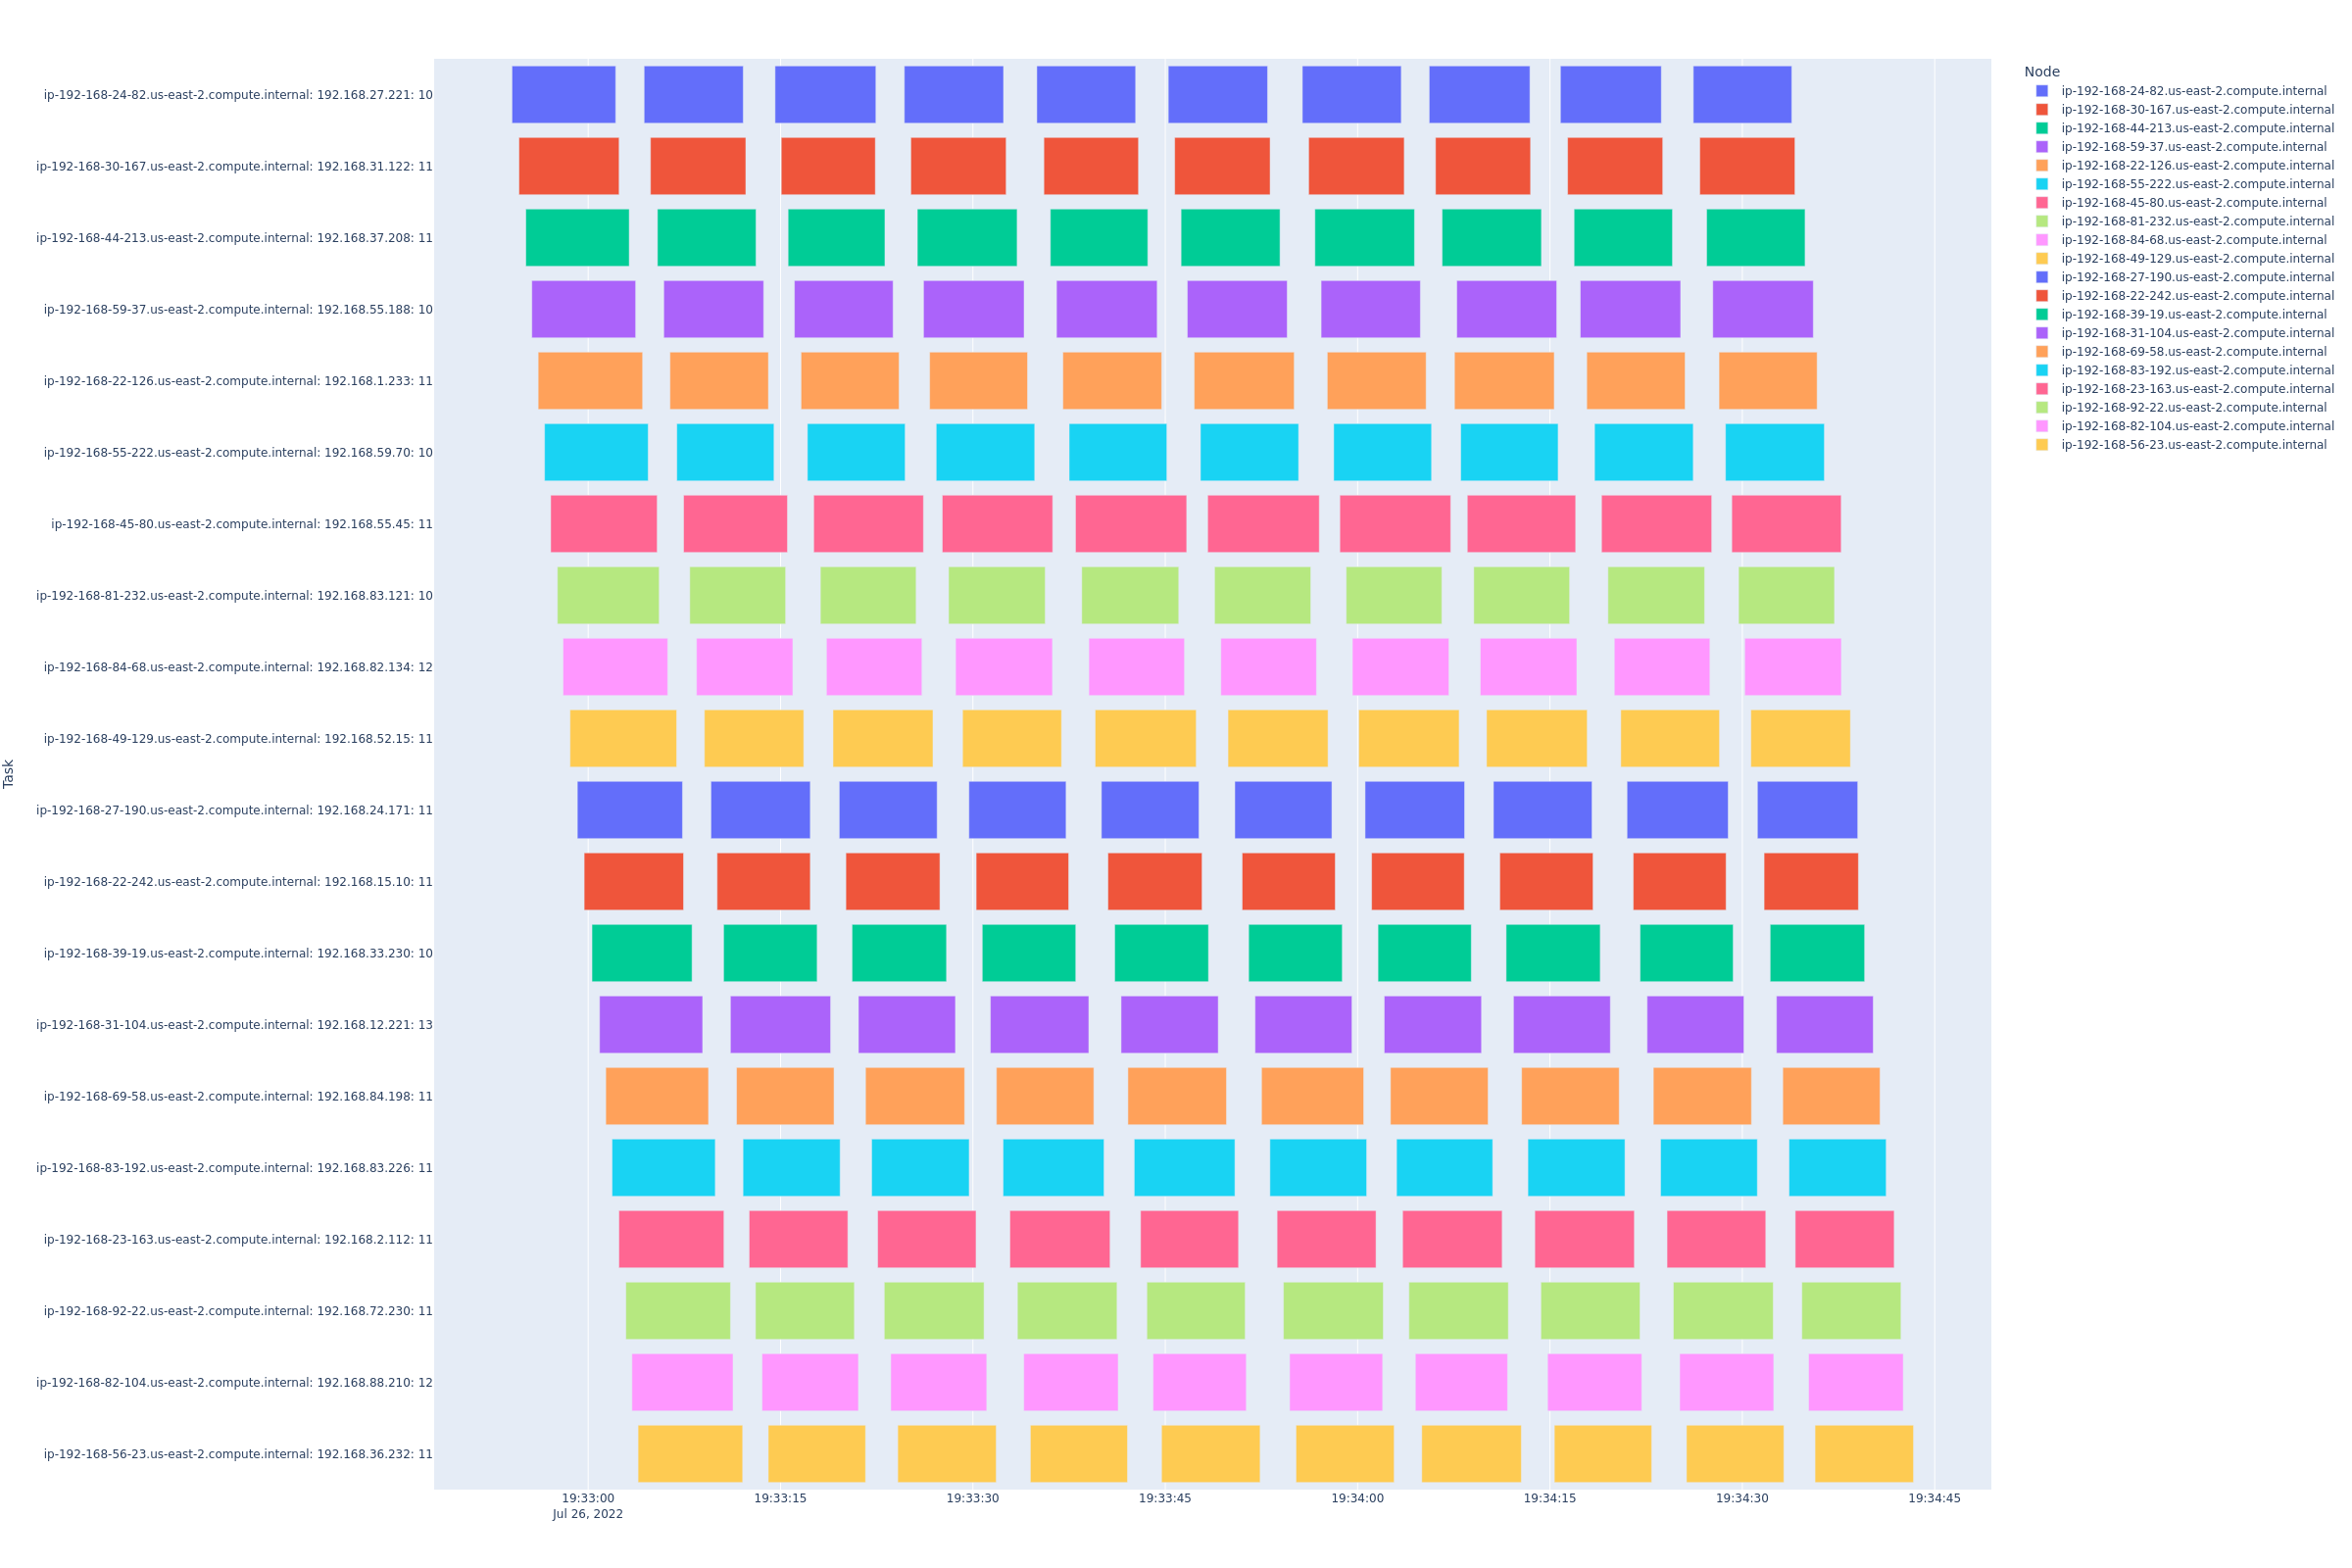 ip-192-168-24-82.us-east-2.compute.internal: 192.168.27.221: 10
ip-192-168-30-167.us-east-2.compute.internal: 192.168.31.122: 11
ip-192-168-44-213.us-east-2.compute.internal: 192.168.37.208: 11
ip-192-168-59-37.us-east-2.compute.internal: 192.168.55.188: 10
ip-192-168-22-126.us-east-2.compute.internal: 192.168.1.233: 11
ip-192-168-55-222.us-east-2.compute.internal: 192.168.59.70: 10
ip-192-168-45-80.us-east-2.compute.internal: 192.168.55.45: 11
ip-192-168-81-232.us-east-2.compute.internal: 192.168.83.121: 10
ip-192-168-84-68.us-east-2.compute.internal: 192.168.82.134: 12
ip-192-168-49-129.us-east-2.compute.internal: 192.168.52.15: 11
ip-192-168-27-190.us-east-2.compute.internal: 192.168.24.171: 11
ip-192-168-22-242.us-east-2.compute.internal: 192.168.15.10: 11
ip-192-168-39-19.us-east-2.compute.internal: 192.168.33.230: 10
ip-192-168-31-104.us-east-2.compute.internal: 192.168.12.221: 13
ip-192-168-69-58.us-east-2.compute.internal: 192.168.84.198: 11
ip-192-168-83-192.us-east-2.compute.internal: 192.168.83.226: 11
ip-192-168-23-163.us-east-2.compute.internal: 192.168.2.112: 11
ip-192-168-92-22.us-east-2.compute.internal: 192.168.72.230: 11
ip-192-168-82-104.us-east-2.compute.internal: 192.168.88.210: 12
ip-192-168-56-23.us-east-2.compute.internal: 192.168.36.232: 11
Task
19:33:00 19:33:15 19:33:30 19:33:45 19:34:00 19:34:15 19:34:30 19:34:45
Jul 26, 2022
Node
ip-192-168-24-82.us-east-2.compute.internal
ip-192-168-30-167.us-east-2.compute.internal
ip-192-168-44-213.us-east-2.compute.internal
ip-192-168-59-37.us-east-2.compute.internal
ip-192-168-22-126.us-east-2.compute.internal
ip-192-168-55-222.us-east-2.compute.internal
ip-192-168-45-80.us-east-2.compute.internal
ip-192-168-81-232.us-east-2.compute.internal
ip-192-168-84-68.us-east-2.compute.internal
ip-192-168-49-129.us-east-2.compute.internal
ip-192-168-27-190.us-east-2.compute.internal
ip-192-168-22-242.us-east-2.compute.internal
ip-192-168-39-19.us-east-2.compute.internal
ip-192-168-31-104.us-east-2.compute.internal
ip-192-168-69-58.us-east-2.compute.internal
ip-192-168-83-192.us-east-2.compute.internal
ip-192-168-23-163.us-east-2.compute.internal
ip-192-168-92-22.us-east-2.compute.internal
ip-192-168-82-104.us-east-2.compute.internal
ip-192-168-56-23.us-east-2.compute.internal